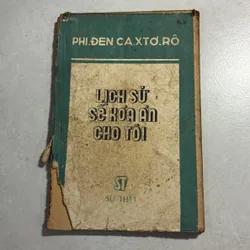 PHI.ĐEN CA.XTƠ.RÔ
LỊCH SỬ
SẼ XÓA ÁN
CHO TÔI
ST
SỰ THẬT